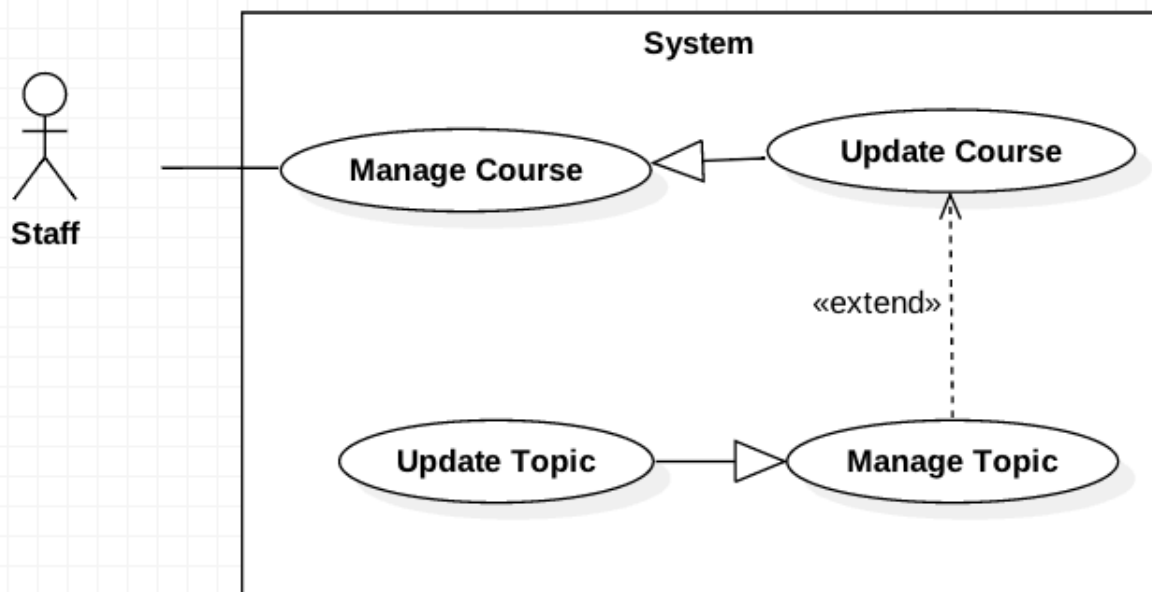 System
Staff
Manage Course
Update Course
«extend»
Update Topic
Manage Topic